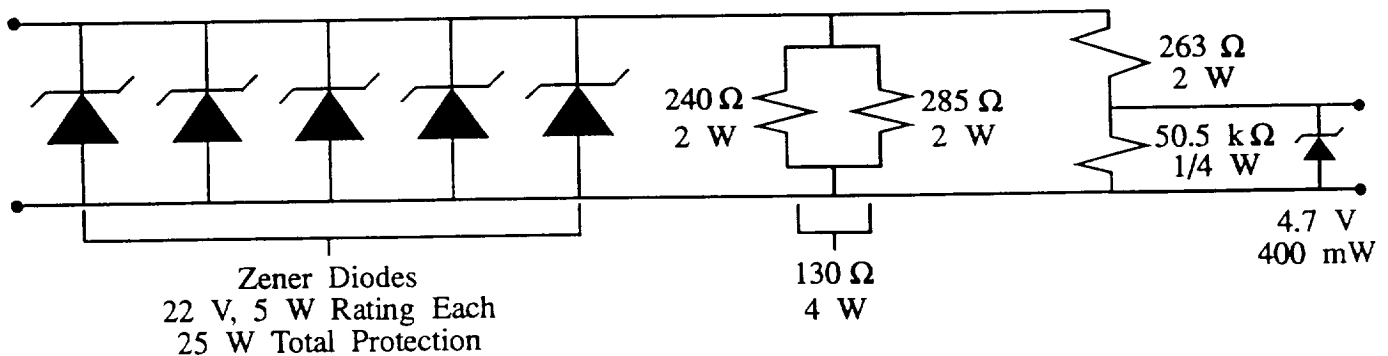 240 Ω
2 W
285 Ω
2 W
263 Ω
2 W
50.5 kΩ
1/4 W
4.7 V
400 mW
130 Ω
4 W
Zener Diodes
22 V, 5 W Rating Each
25 W Total Protection